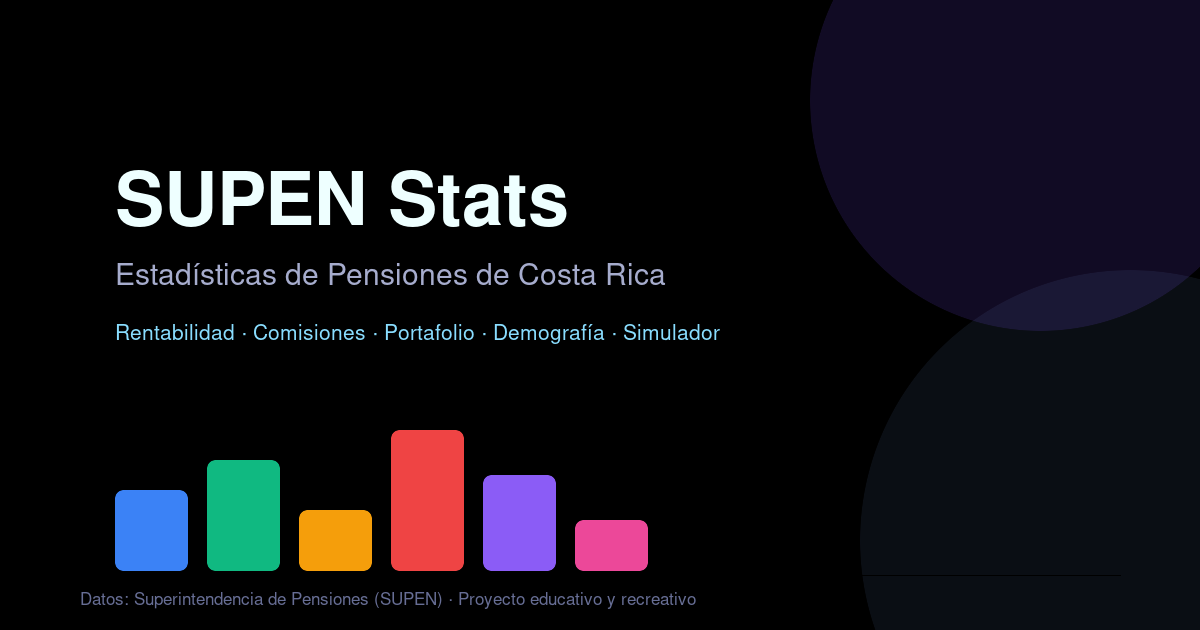 SUPEN Stats
Estadísticas de Pensiones de Costa Rica
Rentabilidad · Comisiones · Portafolio · Demografía · Simulador
Datos: Superintendencia de Pensiones (SUPEN) · Proyecto educativo y recreativo